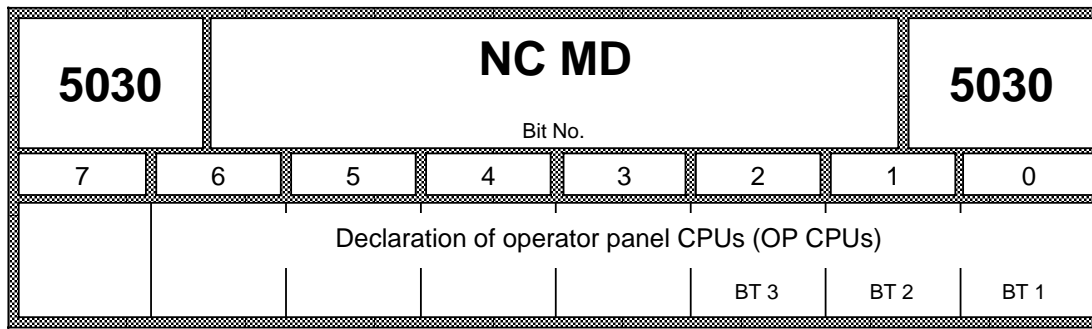 5030 NC MD 5030
Bit No.
7 6 5 4 3 2 1 0
Declaration of operator panel CPUs (OP CPUs)
BT 3 BT 2 BT 1